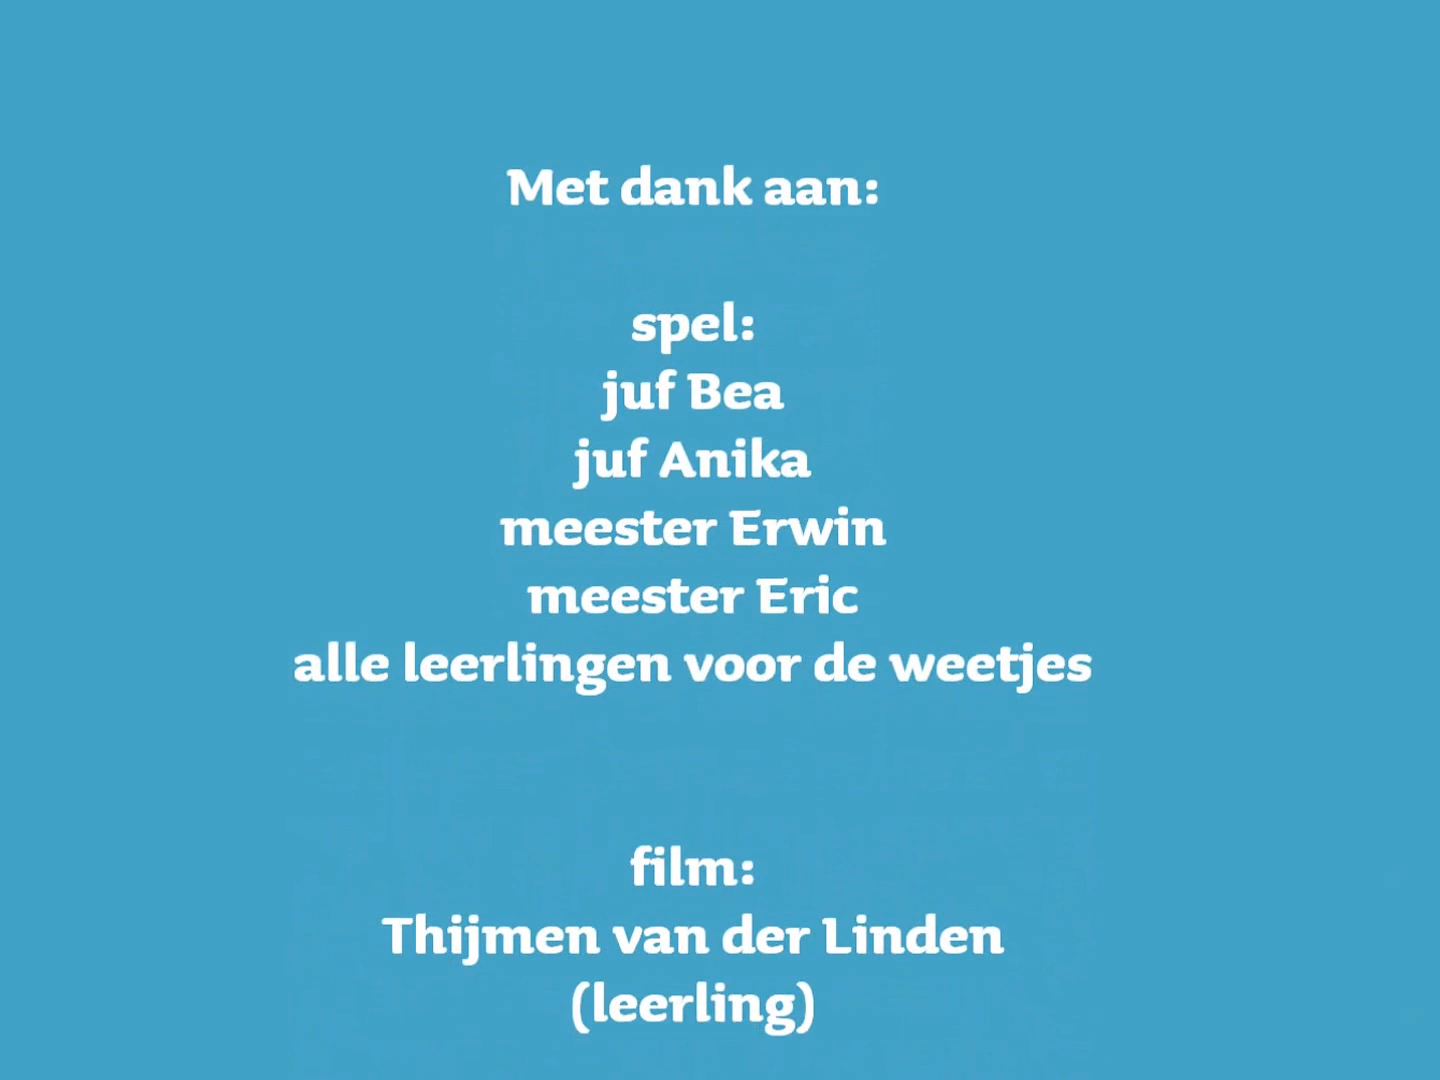 Met dank aan:
spel:
juf Bea
juf Anika
meester Erwin
meester Eric
alle leerlingen voor de weetjes
film:
Thijmen van der Linden
(leerling)